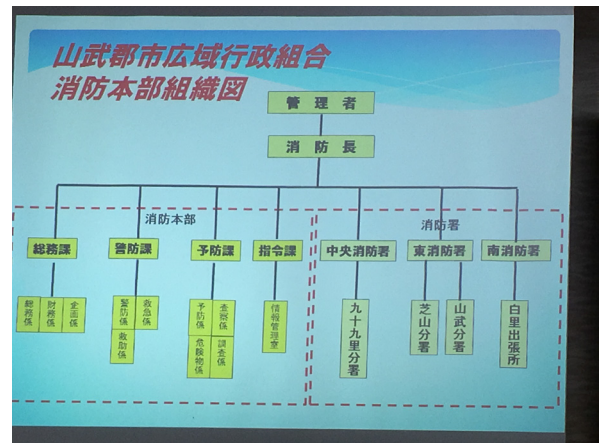 山武郡市広域行政組合
消防本部組織図
管理者
消防長
消防本部
消防署
総務課
警防課
予防課
指令課
中央消防署
東消防署
南消防署
総務係
財務係
企画係
警防係
救急係
救助係
予防係
査察係
危険物係
調査係
情報管理室
九十九里分署
芝山分署
山武分署
白里出張所